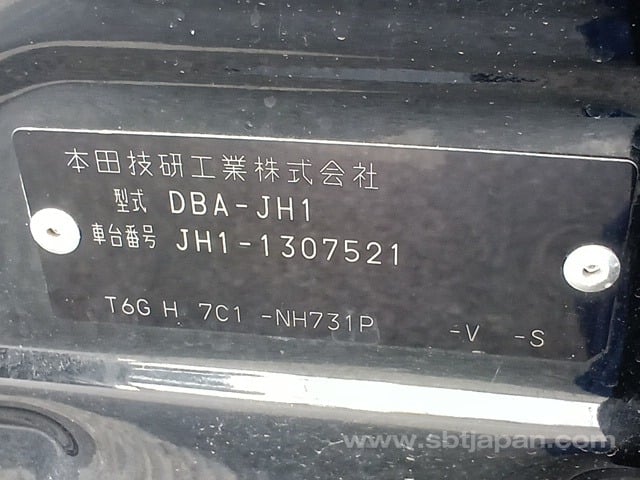 本田技研工業株式会社
型式 DBA-JH1
車台番号 JH1-1307521
T6G H 7C1 -NH731P -V -S
www.sbtjapan.com